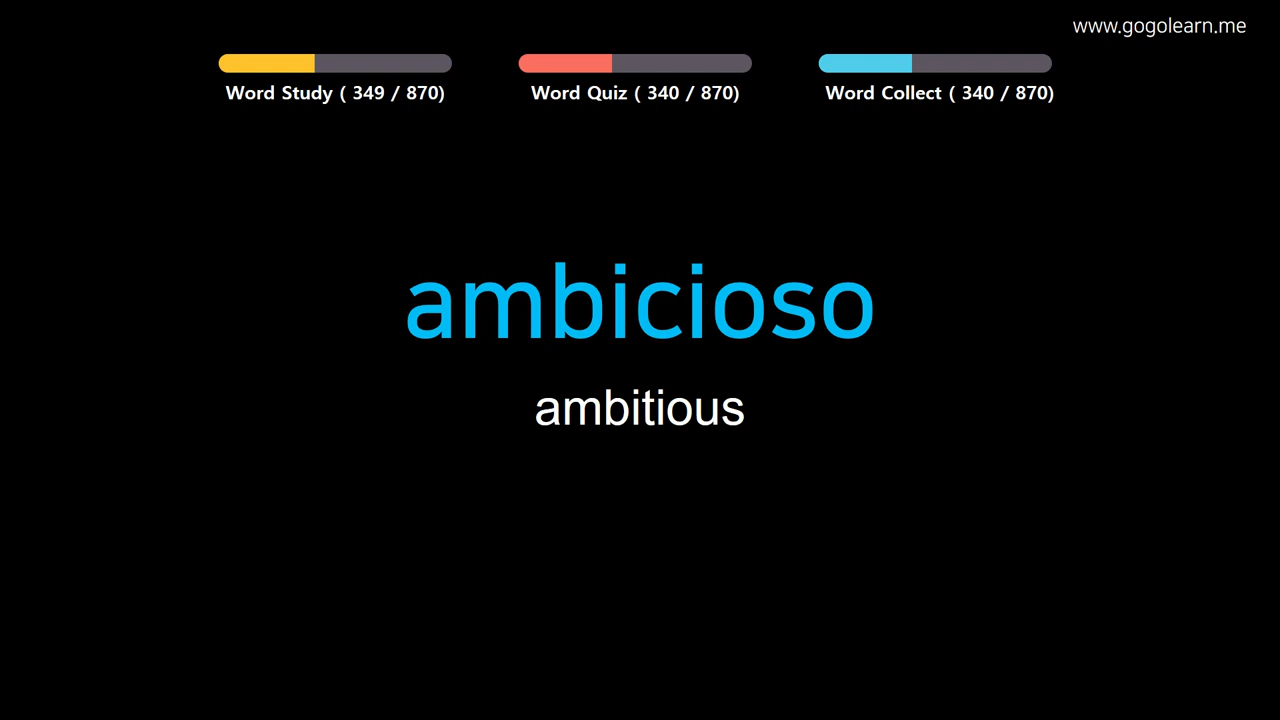 www.gogolearn.me
Word Study ( 349 / 870)
Word Quiz ( 340 / 870)
Word Collect ( 340 / 870)
ambicioso
ambitious